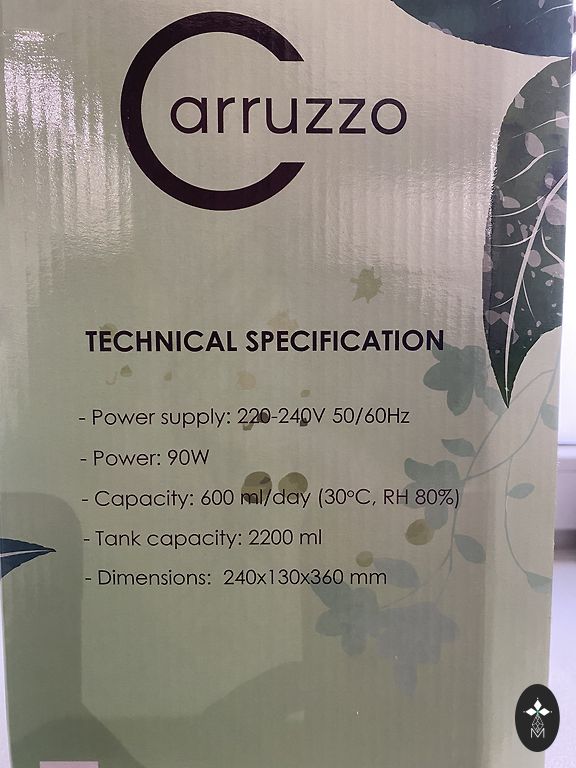 Carruzzo
TECHNICAL SPECIFICATION
- Power supply: 220-240V 50/60Hz
- Power: 90W
- Capacity: 600 ml/day (30°C, RH 80%)
- Tank capacity: 2200 ml
- Dimensions: 240x130x360 mm
M